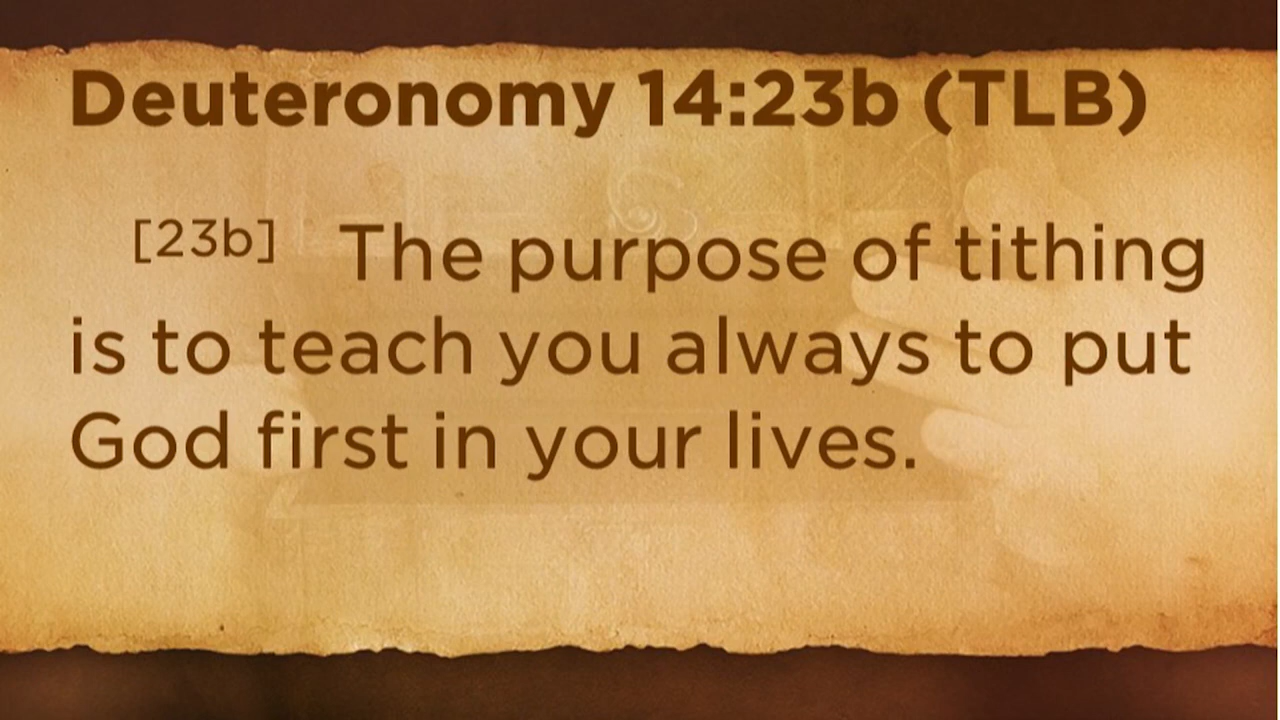 Deuteronomy 14:23b (TLB)
[23b] The purpose of tithing
is to teach you always to put
God first in your lives.